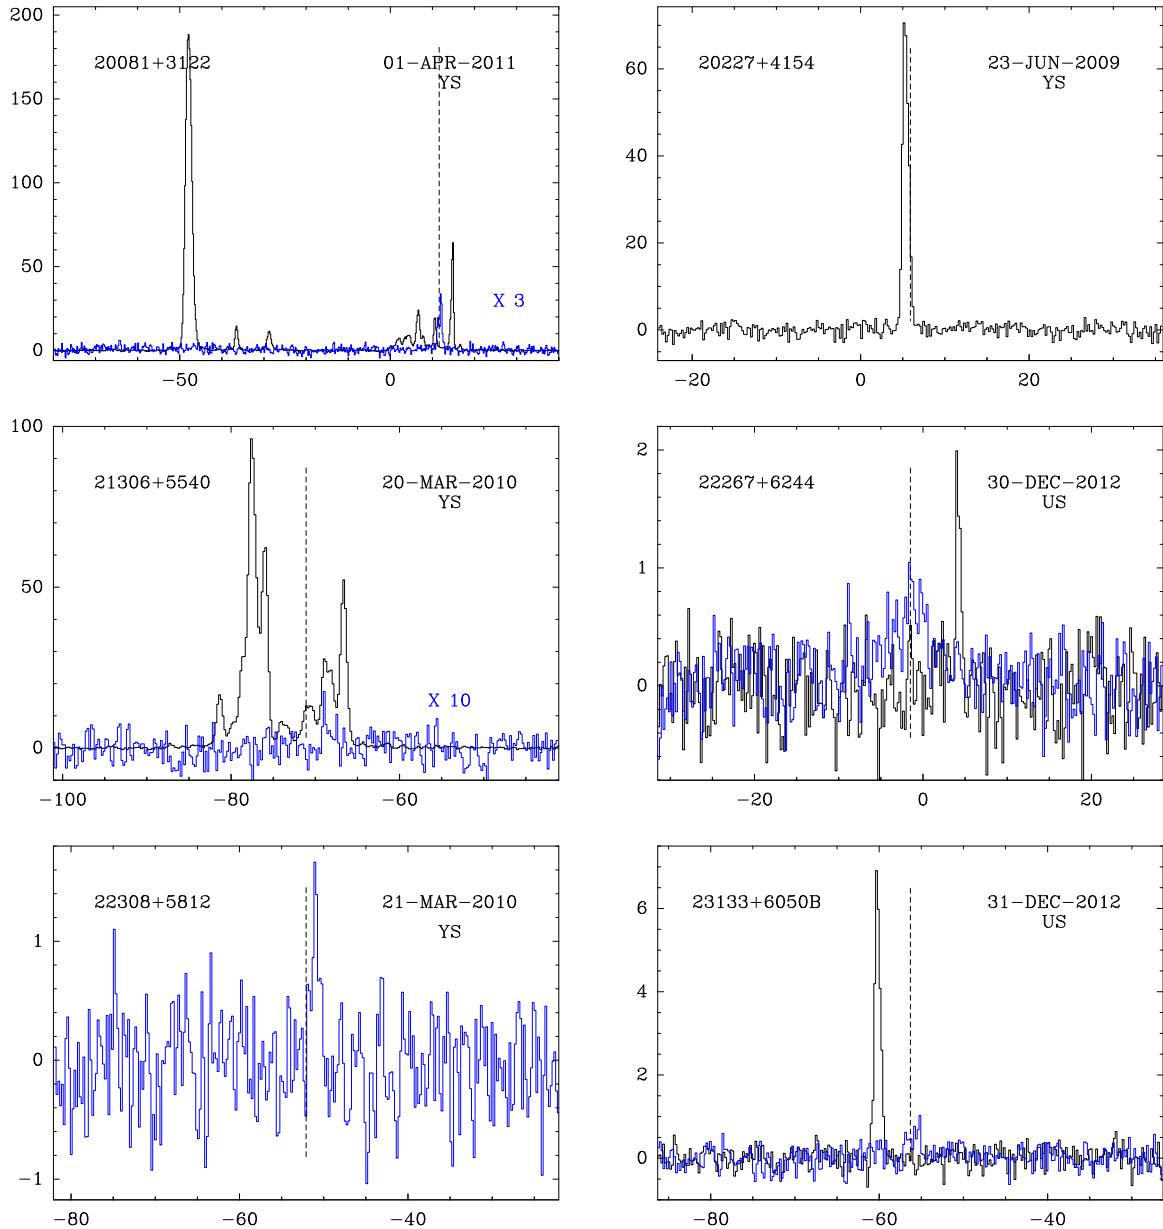 200
150
100
50
0
20081+3122
01-APR-2011
YS
X 3
-50
0
60
40
20
0
20227+4154
23-JUN-2009
YS
-20
0
20
100
50
0
21306+5540
20-MAR-2010
YS
X 10
-100
-80
-60
2
1
0
22267+6244
30-DEC-2012
US
-20
0
20
1
0
-1
22308+5812
21-MAR-2010
YS
-80
-60
-40
6
4
2
0
23133+6050B
31-DEC-2012
US
-80
-60
-40